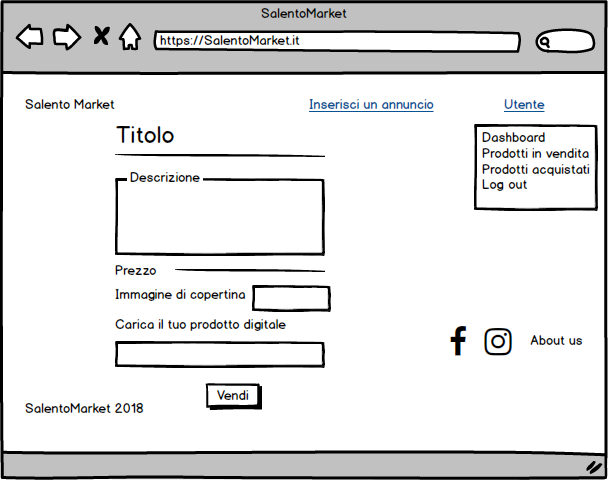 SalentoMarket
https://SalentoMarket.it
Salento Market
Inserisci un annuncio
Utente
Dashboard
Prodotti in vendita
Prodotti acquistati
Log out
Titolo
Descrizione
Prezzo
Immagine di copertina
Carica il tuo prodotto digitale
About us
Vendi
SalentoMarket 2018